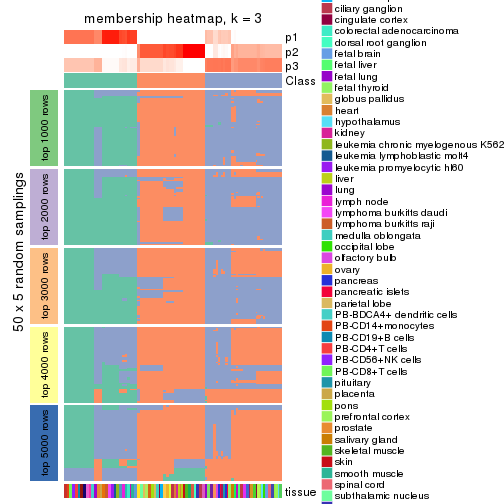 membership heatmap, k = 3
p1
p2
p3
Class
50 x 5 random samplings
top 1000 rows
top 2000 rows
top 3000 rows
top 4000 rows
top 5000 rows
tissue
ciliary ganglion
cingulate cortex
colorectal adenocarcinoma
dorsal root ganglion
fetal brain
fetal liver
fetal lung
fetal thyroid
globus pallidus
heart
hypothalamus
kidney
leukemia chronic myelogenous K562
leukemia lymphoblastic molt4
leukemia promyelocytic hl60
liver
lung
lymph node
lymphoma burkitts daudi
lymphoma burkitts raji
medulla oblongata
occipital lobe
olfactory bulb
ovary
pancreas
pancreatic islets
parietal lobe
PB-BDCA4+ dendritic cells
PB-CD14+monocytes
PB-CD19+B cells
PB-CD4+T cells
PB-CD56+NK cells
PB-CD8+T cells
pituitary
placenta
pons
prefrontal cortex
prostate
salivary gland
skeletal muscle
skin
smooth muscle
spinal cord
subthalamic nucleus